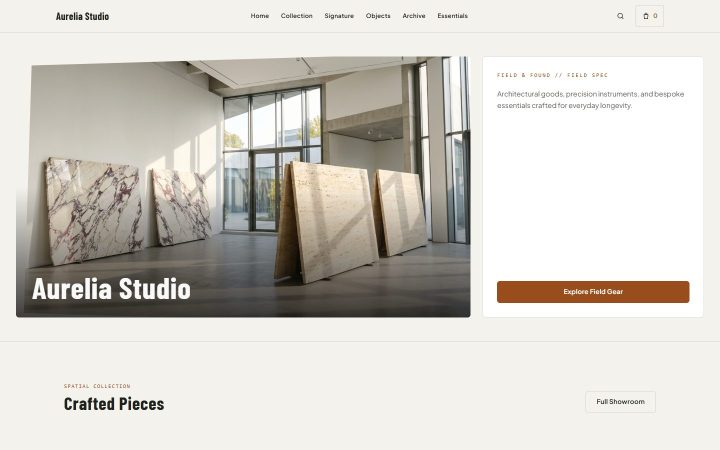 Aurelia Studio
Home Collection Signature Objects Archive Essentials
0
FIELD & FOUND // FIELD SPEC
Architectural goods, precision instruments, and bespoke
essentials crafted for everyday longevity.
Aurelia Studio
Explore Field Gear
SPATIAL COLLECTION
Crafted Pieces
Full Showroom